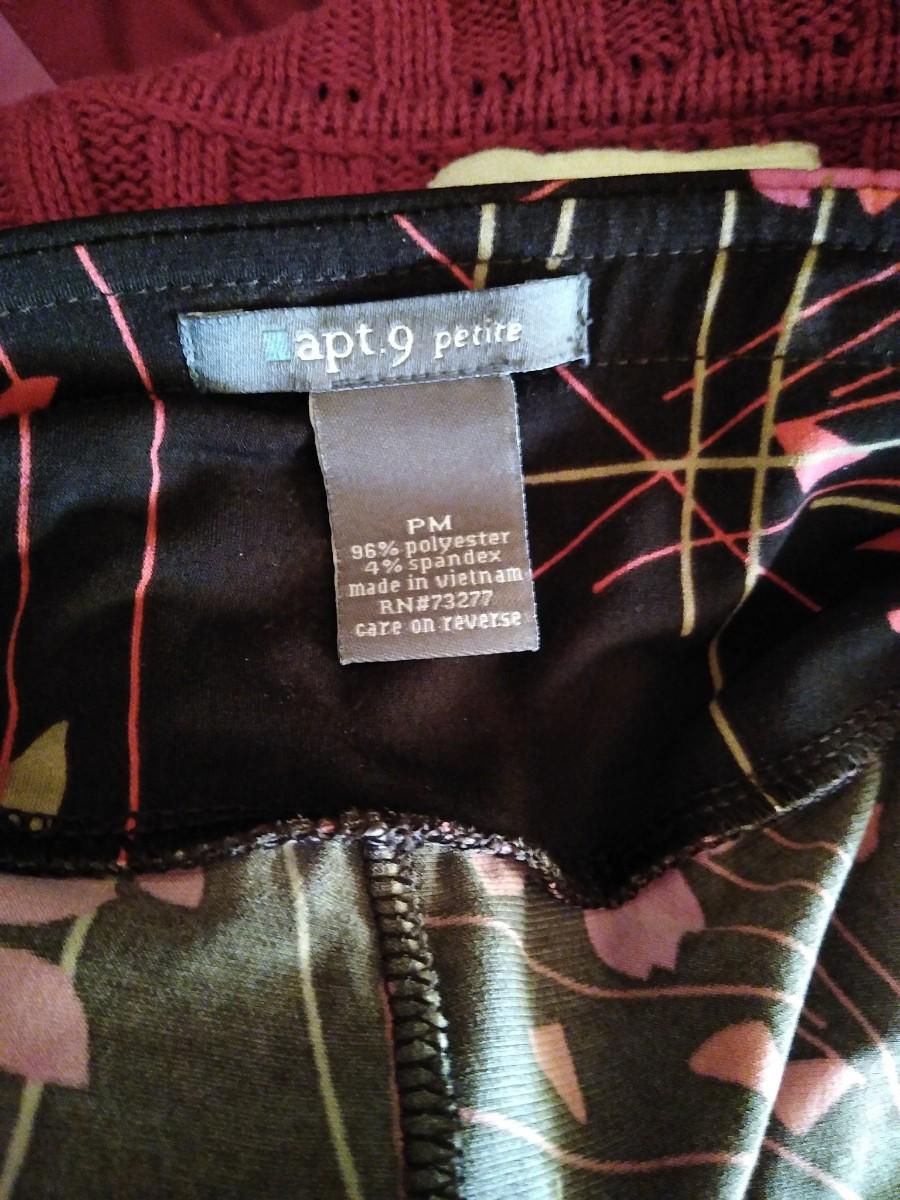 apt.9 petite
PM
96% polyester
4% spandex
made in vietnam
RN#73277
care on reverse